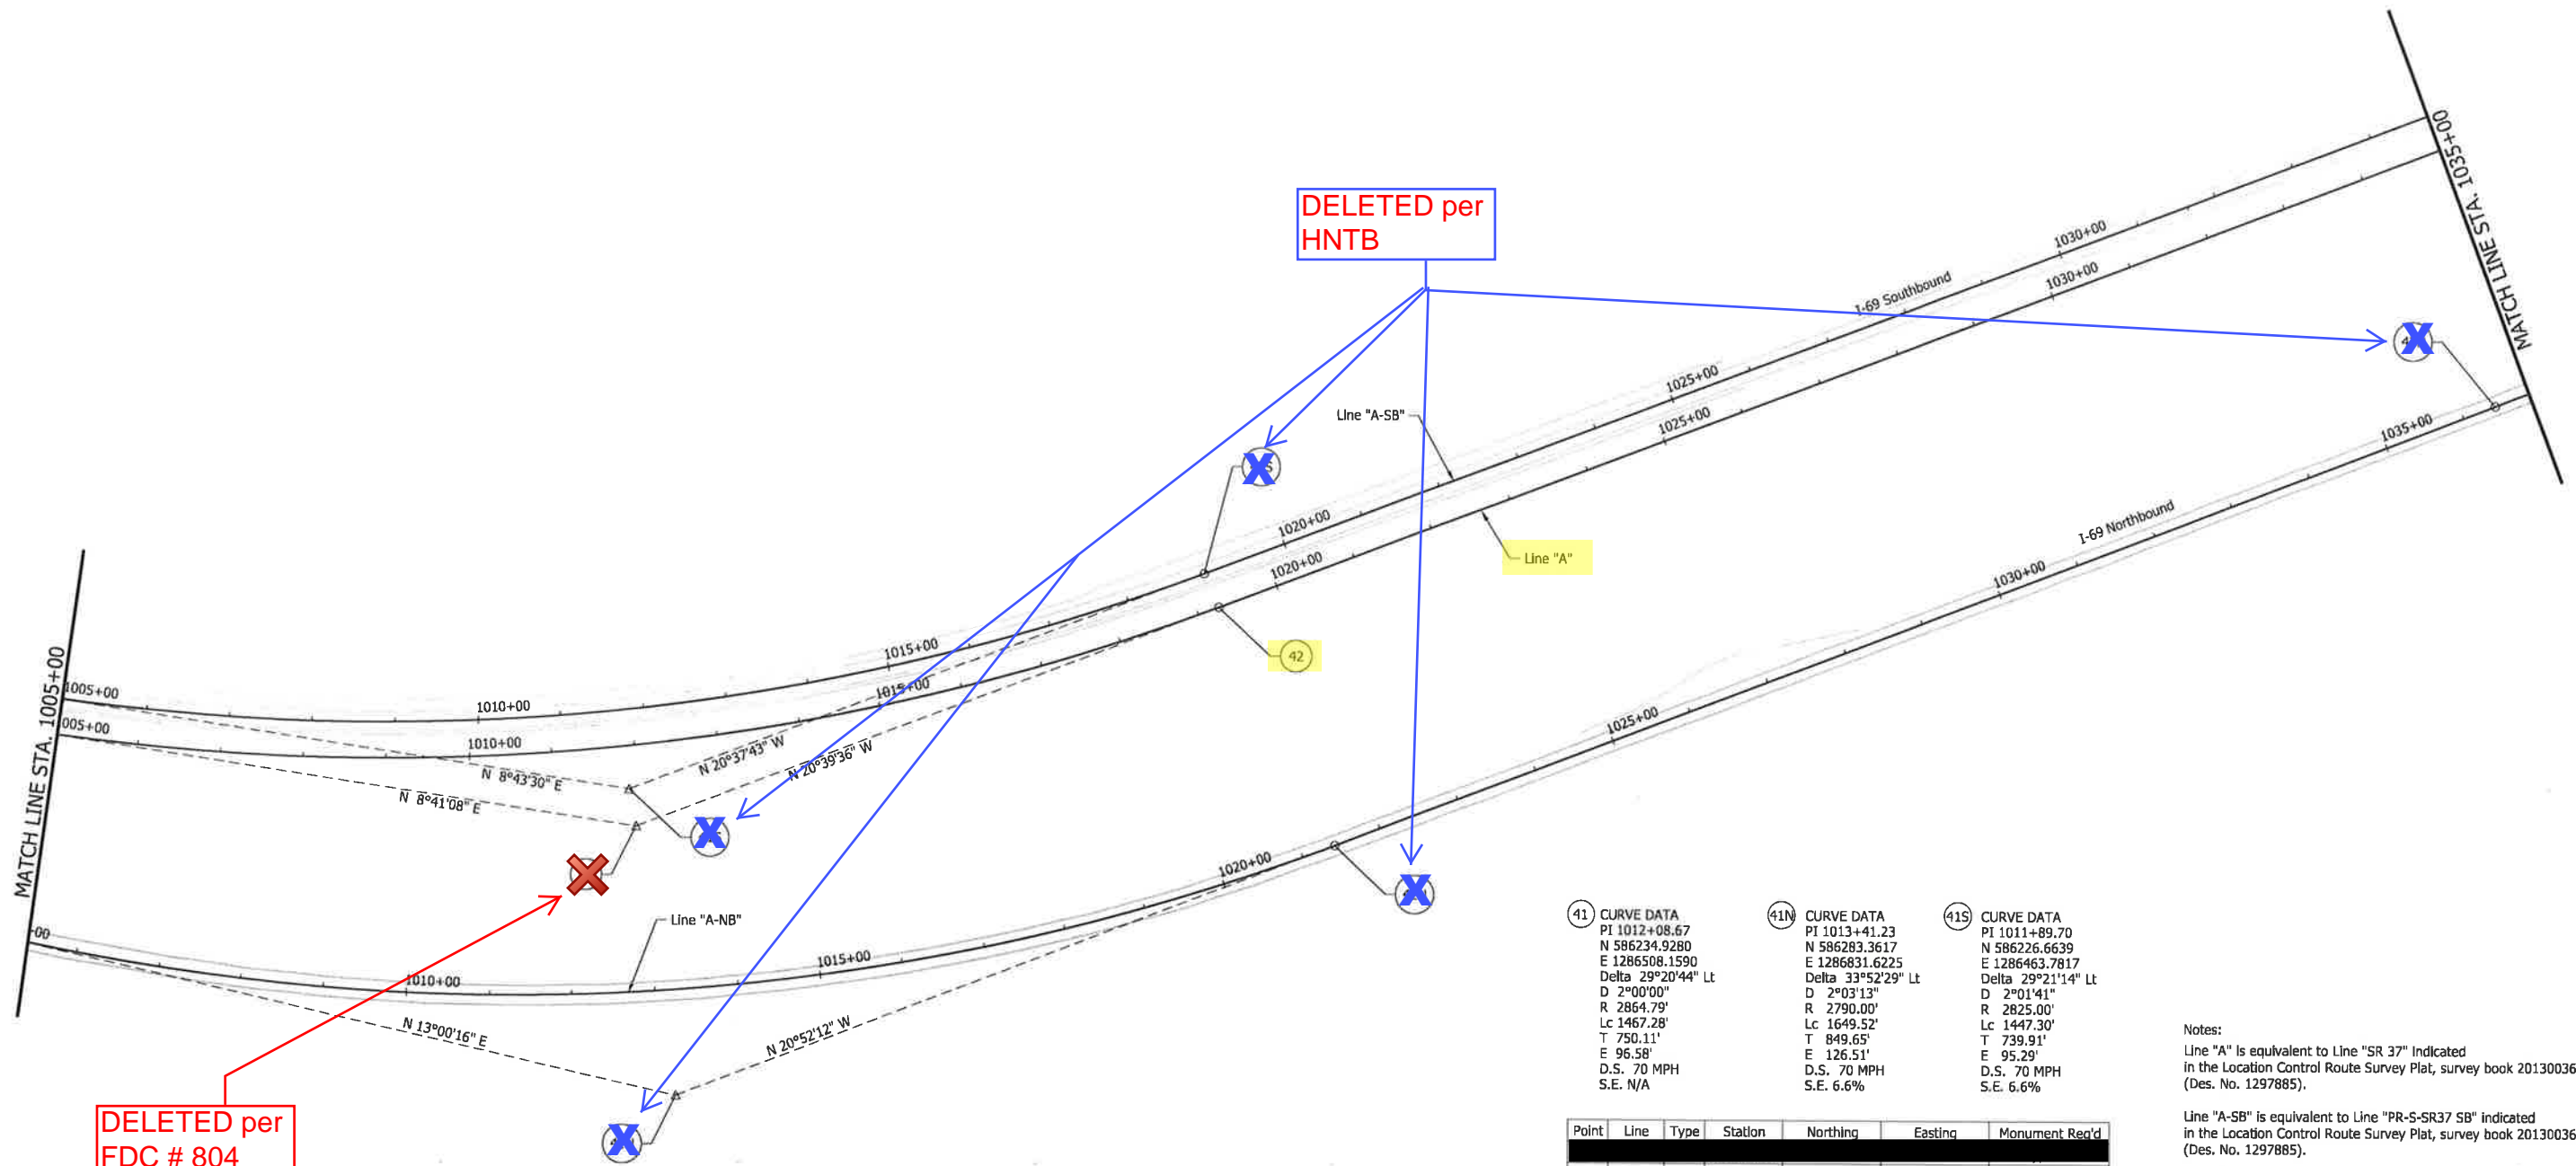 DELETED per
HNTB
MATCH LINE STA. 1035+00
1030+00
1030+00
I-69 Southbound
1025+00
1025+00
Line "A-SB"
1035+00
I-69 Northbound
1020+00
1020+00
Line "A"
1030+00
42
1015+00
1015+00
1025+00
MATCH LINE STA. 1005+00
1005+00
005+00
1010+00
1010+00
N 20°37'43" W
N 20°39'36" W
N 8°43'30" E
N 8°41'08" E
1020+00
Line "A-NB"
00
1015+00
1010+00
N 13°00'16" E
N 20°52'12" W
DELETED per
FDC # 804
41 CURVE DATA
PI 1012+08.67
N 586234.9280
E 1286508.1590
Delta 29°20'44" Lt
D 2°00'00"
R 2864.79'
Lc 1467.28'
T 750.11'
E 96.58'
D.S. 70 MPH
S.E. N/A
41N CURVE DATA
PI 1013+41.23
N 586283.3617
E 1286831.6225
Delta 33°52'29" Lt
D 2°03'13"
R 2790.00'
Lc 1649.52'
T 849.65'
E 126.51'
D.S. 70 MPH
S.E. 6.6%
41S CURVE DATA
PI 1011+89.70
N 586226.6639
E 1286463.7817
Delta 29°21'14" Lt
D 2°01'41"
R 2825.00'
Lc 1447.30'
T 739.91'
E 95.29'
D.S. 70 MPH
S.E. 6.6%
Point Line Type Station Northing Easting Monument Req'd
Notes:
Line "A" is equivalent to Line "SR 37" indicated
in the Location Control Route Survey Plat, survey book 20130036
(Des. No. 1297885).
Line "A-SB" is equivalent to Line "PR-S-SR37 SB" indicated
in the Location Control Route Survey Plat, survey book 20130036
(Des. No. 1297885).